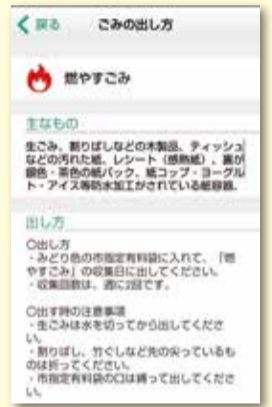 戻る ごみの出し方
燃やすごみ
主なもの
生ごみ、割りばしなどの木製品、ティッシュ
などの汚れた紙、レシート（感熱紙）、裏が
銀色・茶色の紙パック、紙コップ・ヨーグル
ト・アイス等防水加工がされている紙容器。
出し方
○出し方
・みどり色の市指定有料袋に入れて、「燃
やすごみ」の収集日に出してください。
・収集回数は、週に2回です。
○出す時の注意事項
・生ごみは水を切ってから出してくださ
い。
・割りばし、竹ぐしなど先の尖っているも
のは折ってください。
・市指定有料袋の口は縛って出してくださ
い。